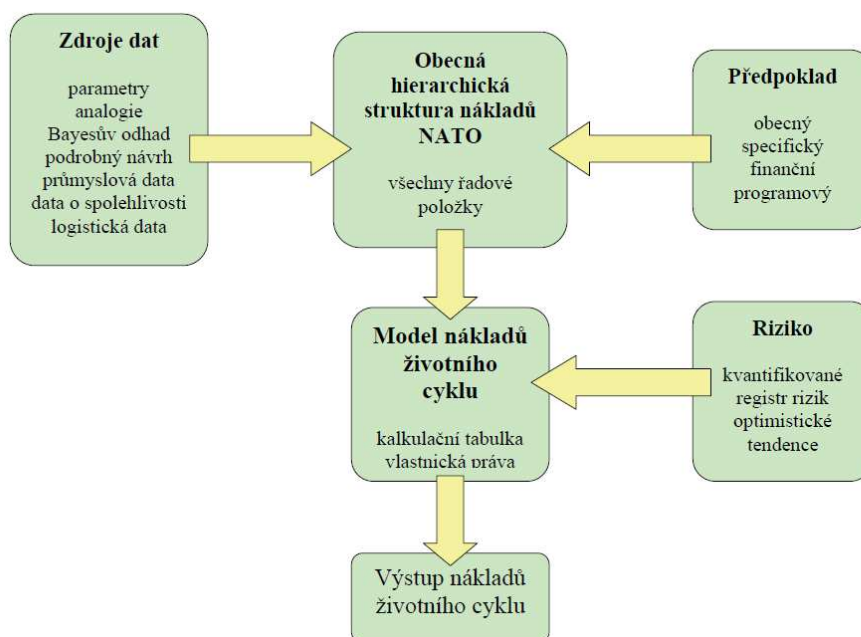 Zdroje dat
parametry
analogie
Bayesův odhad
podrobný návrh
průmyslová data
data o spolehlivosti
logistická data
Obecná
hierarchická
struktura nákladů
NATO
všechny řadové
položky
Předpoklad
obecný
specifický
finanční
programový
Model nákladů
životního
cyklu
kalkulační tabulka
vlastnická práva
Riziko
kvantifikované
registr rizik
optimistické
tendence
Výstup nákladů
životního cyklu